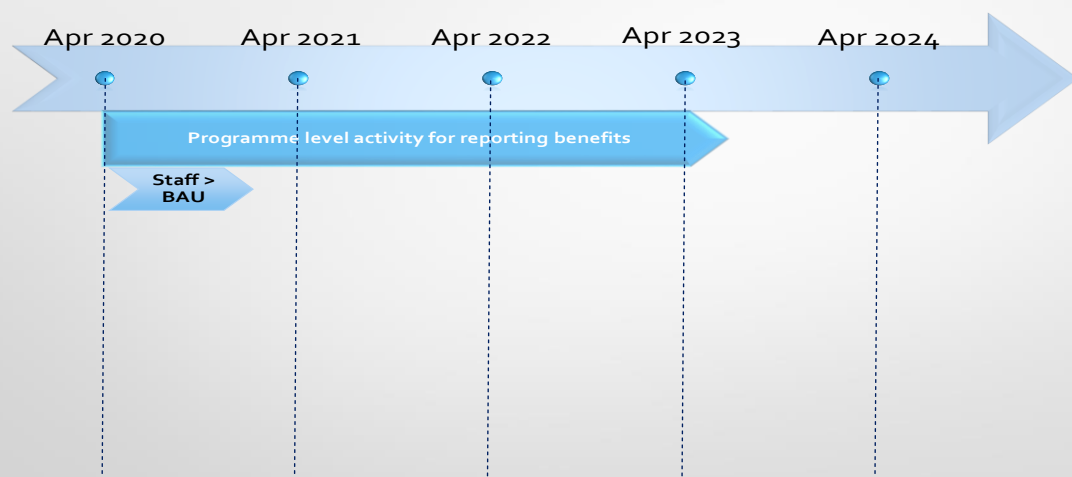 Apr 2020 Apr 2021 Apr 2022 Apr 2023 Apr 2024
Programme level activity for reporting benefits
Staff >
BAU